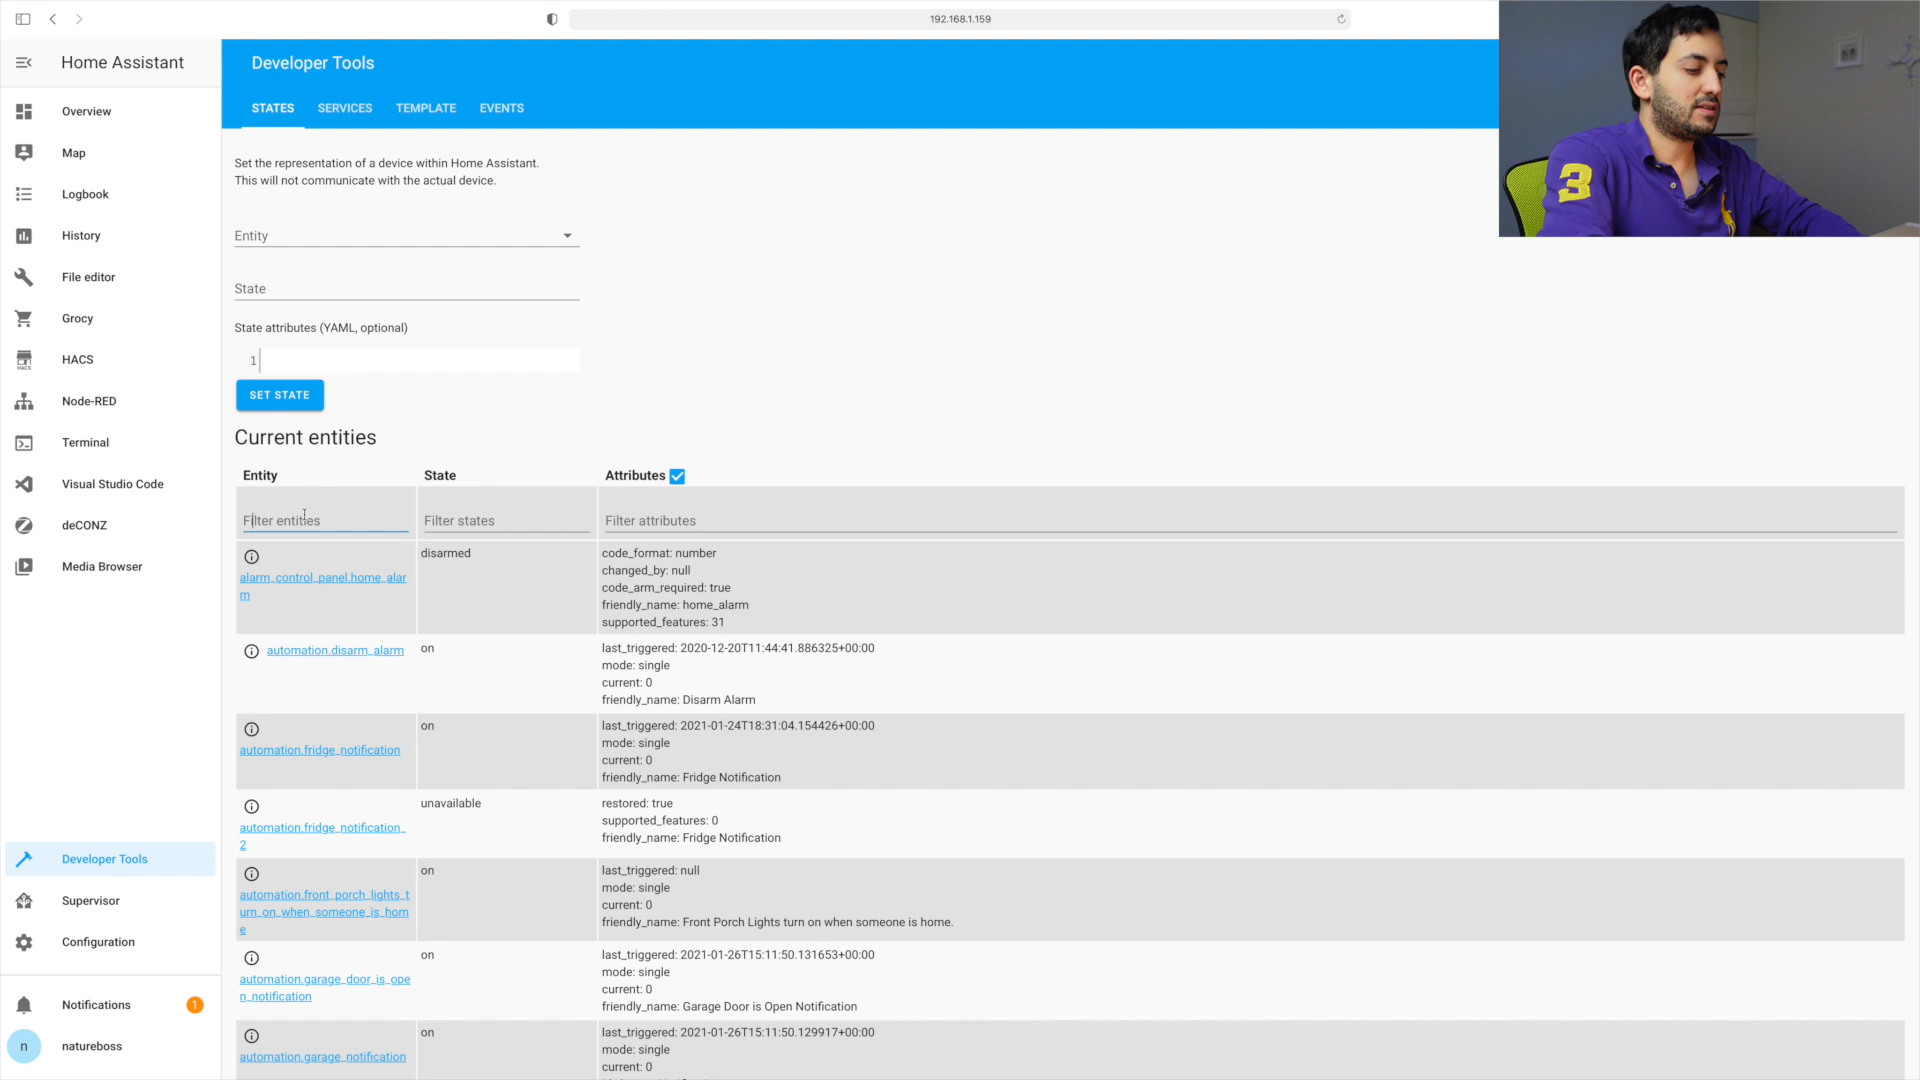 192.168.1.159
Home Assistant
Developer Tools
STATES
SERVICES
TEMPLATE
EVENTS
Overview
Map
Logbook
History
File editor
Grocy
HACS
HACS
Node-RED
Terminal
Visual Studio Code
deCONZ
Media Browser
Developer Tools
Supervisor
Configuration
Notifications
1
n
natureboss
Set the representation of a device within Home Assistant.
This will not communicate with the actual device.
Entity
State
State attributes (YAML, optional)
1
SET STATE
Current entities
Entity
State
Attributes
Filter entities
Filter states
Filter attributes
alarm_control_panel.home_alar
m
disarmed
code_format: number
changed_by: null
code_arm_required: true
friendly_name: home_alarm
supported_features: 31
automation.disarm_alarm
on
last_triggered: 2020-12-20T11:44:41.886325+00:00
mode: single
current: 0
friendly_name: Disarm Alarm
automation.fridge_notification
on
last_triggered: 2021-01-24T18:31:04.154426+00:00
mode: single
current: 0
friendly_name: Fridge Notification
automation.fridge_notification_
2
unavailable
restored: true
supported_features: 0
friendly_name: Fridge Notification
automation.front_porch_lights_t
urn_on_when_someone_is_hom
e
on
last_triggered: null
mode: single
current: 0
friendly_name: Front Porch Lights turn on when someone is home.
automation.garage_door_is_ope
n_notification
on
last_triggered: 2021-01-26T15:11:50.131653+00:00
mode: single
current: 0
friendly_name: Garage Door is Open Notification
automation.garage_notification
on
last_triggered: 2021-01-26T15:11:50.129917+00:00
mode: single
current: 0
3